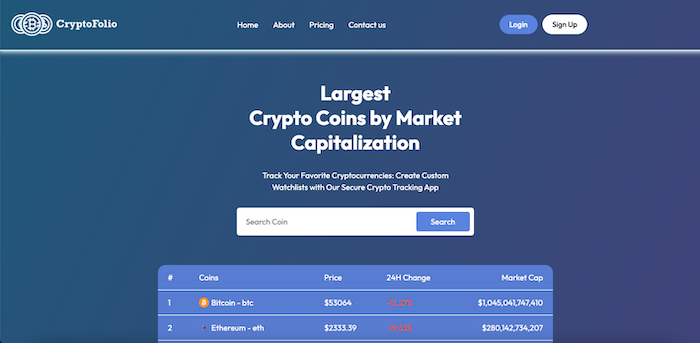 CryptoFolio
Home About Pricing Contact us
Login Sign Up
Largest
Crypto Coins by Market
Capitalization
Track Your Favorite Cryptocurrencies: Create Custom
Watchlists with Our Secure Crypto Tracking App
Search Coin Search
# Coins Price 24H Change Market Cap
1 Bitcoin - btc $53064 $1,045,041,747,410
2 Ethereum - eth $2333.39 $280,142,734,207